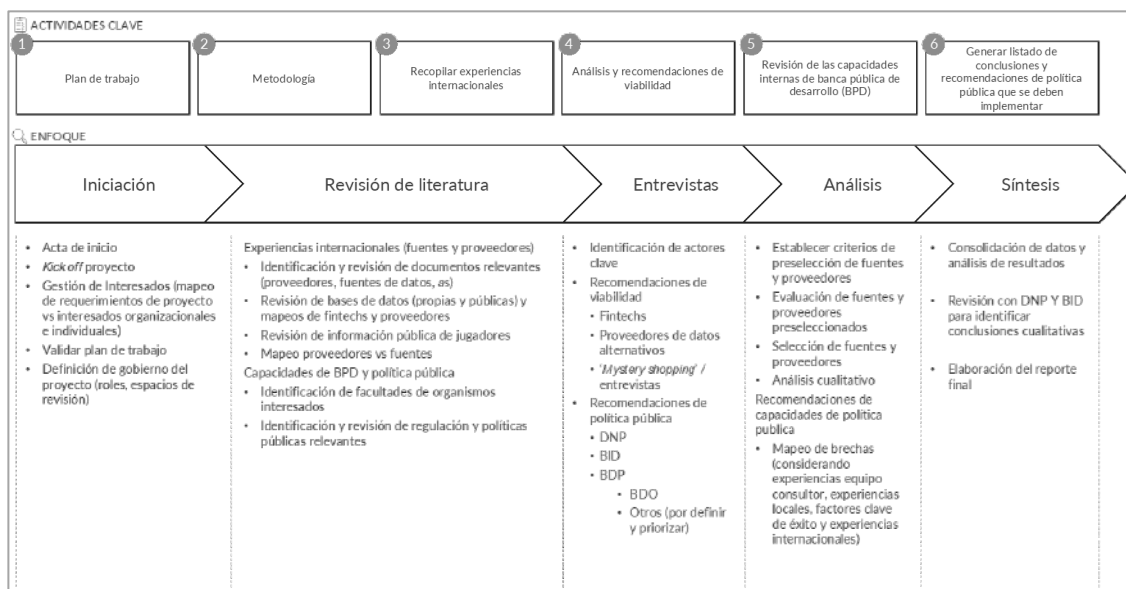 ACTIVIDADES CLAVE
1
Plan de trabajo
2
Metodología
3
Recopilar experiencias
internacionales
4
Análisis y recomendaciones de
viabilidad
5
Revisión de las capacidades
internas de banca pública de
desarrollo (BPD)
6
Generar listado de
conclusiones y
recomendaciones de política
pública que se deben
implementar
ENFOQUE
Iniciación
Revisión de literatura
Entrevistas
Análisis
Síntesis
• Acta de inicio
• Kickoff proyecto
• Gestión de Interesados (mapeo
de requerimientos de proyecto
vs interesados organizacionales
e individuales)
• Validar plan de trabajo
• Definición de gobierno del
proyecto (roles, espacios de
revisión)
Experiencias internacionales (fuentes y proveedores)
• Identificación y revisión de documentos relevantes
(proveedores, fuentes de datos, as)
• Revisión de bases de datos (propias y públicas) y
mapeos de fintechs y proveedores
• Revisión de información pública de jugadores
• Mapeo proveedores vs fuentes
Capacidades de BPD y política pública
• Identificación de facultades de organismos
interesados
• Identificación y revisión de regulación y políticas
públicas relevantes
• Identificación de actores
clave
• Recomendaciones de
viabilidad
• Fintechs
• Proveedores de datos
alternativos
• 'Mystery shopping' /
entrevistas
• Recomendaciones de
política pública
• DNP
• BID
• BDP
• BDO
• Otros (por definir
y priorizar)
• Establecer criterios de
preselección de fuentes
y proveedores
• Evaluación de fuentes y
proveedores
preseleccionados
• Selección de fuentes y
proveedores
• Análisis cualitativo
Recomendaciones de
capacidades de política
publica
• Mapeo de brechas
(considerando
experiencias equipo
consultor, experiencias
locales, factores clave
de éxito y experiencias
internacionales)
• Consolidación de datos y
análisis de resultados
• Revisión con DNP Y BID
para identificar
conclusiones cualitativas
• Elaboración del reporte
final